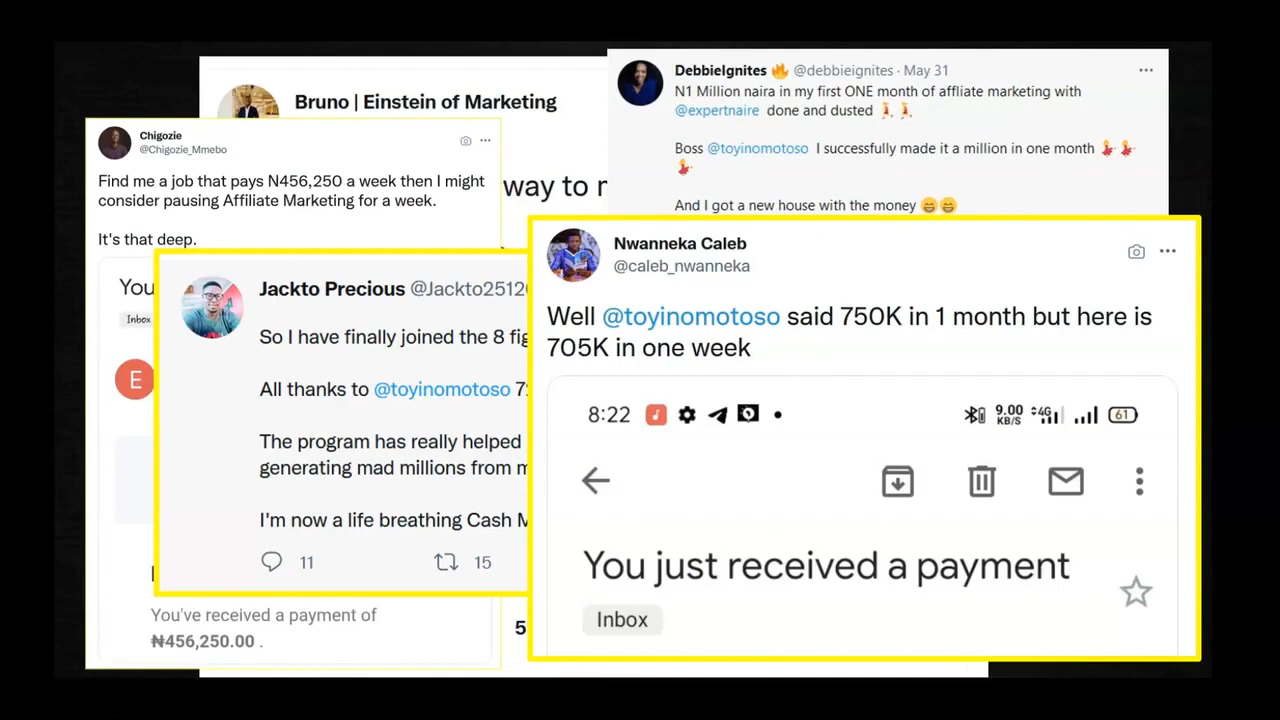 Bruno | Einstein of Marketing
way to
DebbieIgnites 🔥 @debbieignites · May 31
N1 Million naira in my first ONE month of affliate marketing with
@expertnaire done and dusted 💃💃
Boss @toyinomotoso I successfully made it a million in one month 💃💃
💃
And I got a new house with the money 😁😁
Chigozie
@Chigozie_Mmebo
Find me a job that pays N456,250 a week then I might
consider pausing Affiliate Marketing for a week.
It's that deep.
You
Inbox
E
You've received a payment of
₦456,250.00 .
Jackto Precious @Jackto2512
So I have finally joined the 8 fig
All thanks to @toyinomotoso
The program has really helped
generating mad millions from
I'm now a life breathing Cash
11
15
5
Nwanneka Caleb
@caleb_nwanneka
Well @toyinomotoso said 750K in 1 month but here is
705K in one week
8:22
9.00
KB/S
4G
61
You just received a payment
Inbox